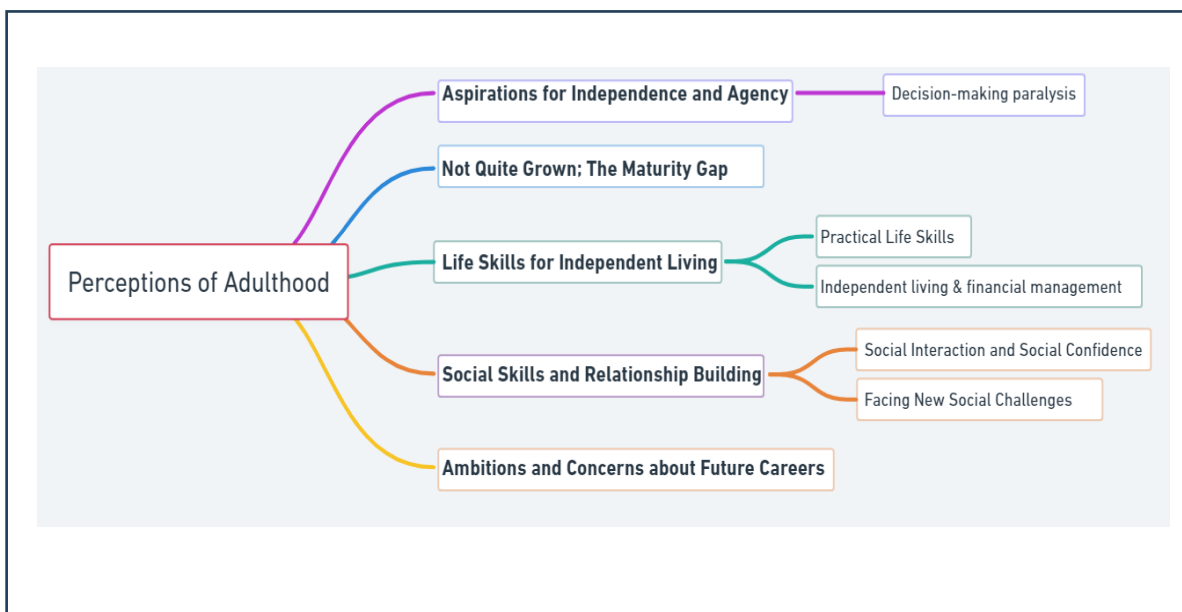 Perceptions of Adulthood
Aspirations for Independence and Agency
Decision-making paralysis
Not Quite Grown; The Maturity Gap
Life Skills for Independent Living
Practical Life Skills
Independent living & financial management
Social Skills and Relationship Building
Social Interaction and Social Confidence
Facing New Social Challenges
Ambitions and Concerns about Future Careers